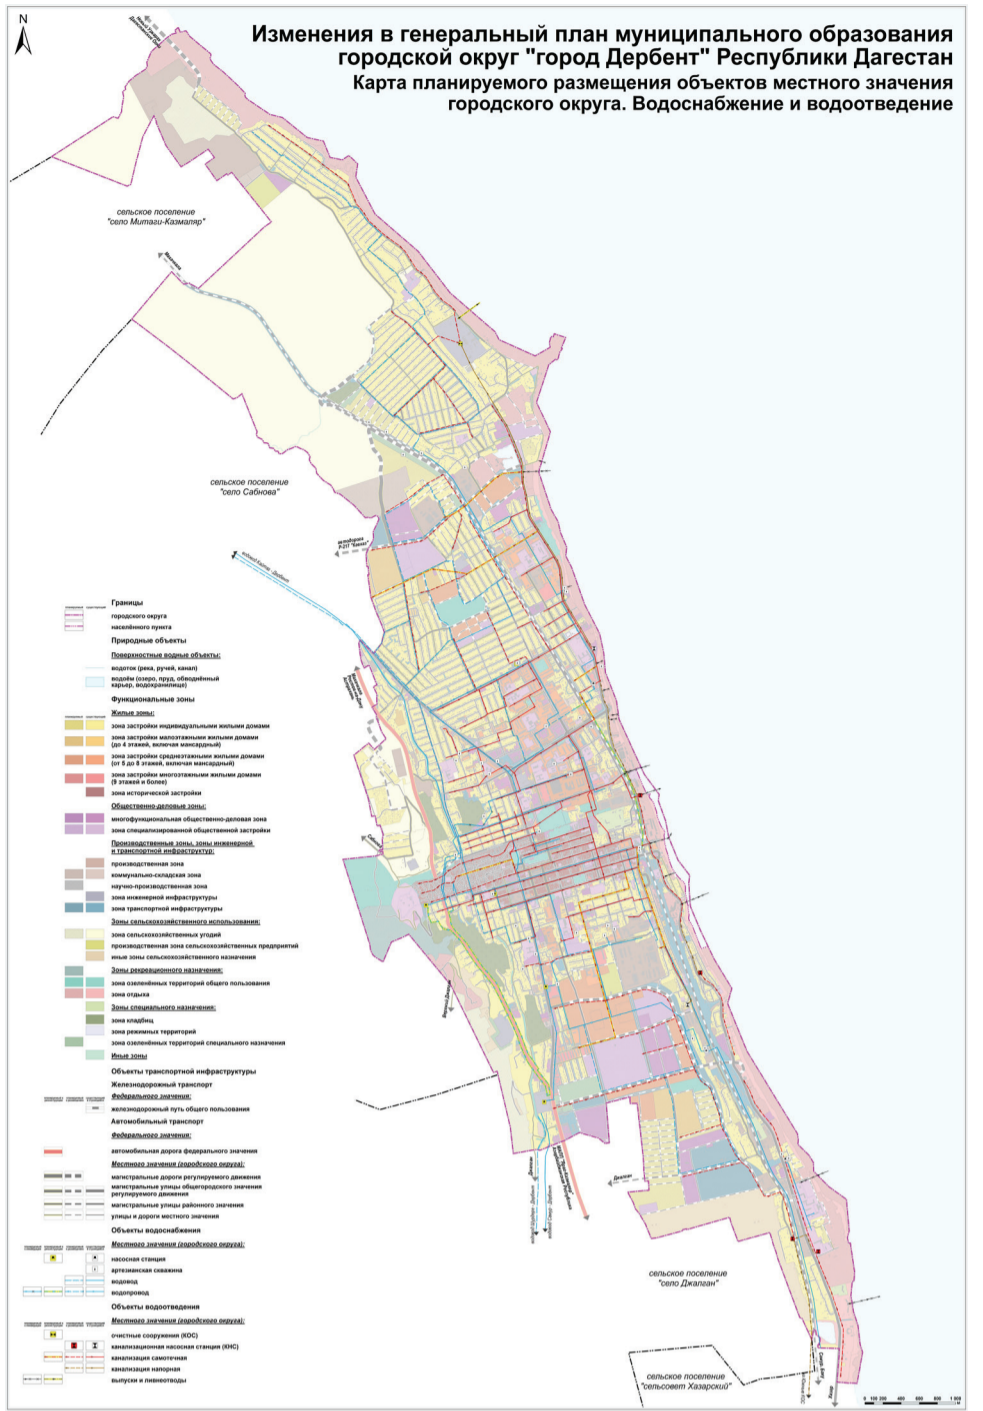 N
Изменения в генеральный план муниципального образования
городской округ "город Дербент" Республики Дагестан
Карта планируемого размещения объектов местного значения
городского округа. Водоснабжение и водоотведение
сельское поселение
"село Митаги-Казмаляр"
Махачкала
сельское поселение
"село Сабнова"
автодорога
Р-217 "Кавказ"
Сабнова
Джалган
Джалган
сельское поселение
"село Джалган"
сельское поселение
"сельсовет Хазарский"
Хазар
Границы
городского округа
населённого пункта
Природные объекты
Поверхностные водные объекты:
водоток (река, ручей, канал)
водоём (озеро, пруд, обводнённый
карьер, водохранилище)
Функциональные зоны
Жилые зоны:
зона застройки индивидуальными жилыми домами
зона застройки малоэтажными жилыми домами
(до 4 этажей, включая мансардный)
зона застройки среднеэтажными жилыми домами
(от 5 до 8 этажей, включая мансардный)
зона застройки многоэтажными жилыми домами
(9 этажей и более)
зона исторической застройки
Общественно-деловые зоны:
многофункциональная общественно-деловая зона
зона специализированной общественной застройки
Производственные зоны, зоны инженерной
и транспортной инфраструктур:
производственная зона
коммунально-складская зона
научно-производственная зона
зона инженерной инфраструктуры
зона транспортной инфраструктуры
Зоны сельскохозяйственного использования:
зона сельскохозяйственных угодий
производственная зона сельскохозяйственных предприятий
иные зоны сельскохозяйственного назначения
Зоны рекреационного назначения:
зона озеленённых территорий общего пользования
зона отдыха
Зоны специального назначения:
зона кладбищ
зона режимных территорий
зона озеленённых территорий специального назначения
Иные зоны
Объекты транспортной инфраструктуры
Железнодорожный транспорт
Федерального значения:
железнодорожный путь общего пользования
Автомобильный транспорт
Федерального значения:
автомобильная дорога федерального значения
Местного значения (городского округа):
магистральные дороги регулируемого движения
магистральные улицы общегородского значения
регулируемого движения
магистральные улицы районного значения
улицы и дороги местного значения
Объекты водоснабжения
Местного значения (городского округа):
насосная станция
артезианская скважина
водовод
водопровод
Объекты водоотведения
Местного значения (городского округа):
очистные сооружения (КОС)
канализационная насосная станция (КНС)
канализация самотечная
канализация напорная
выпуски и ливнеотводы